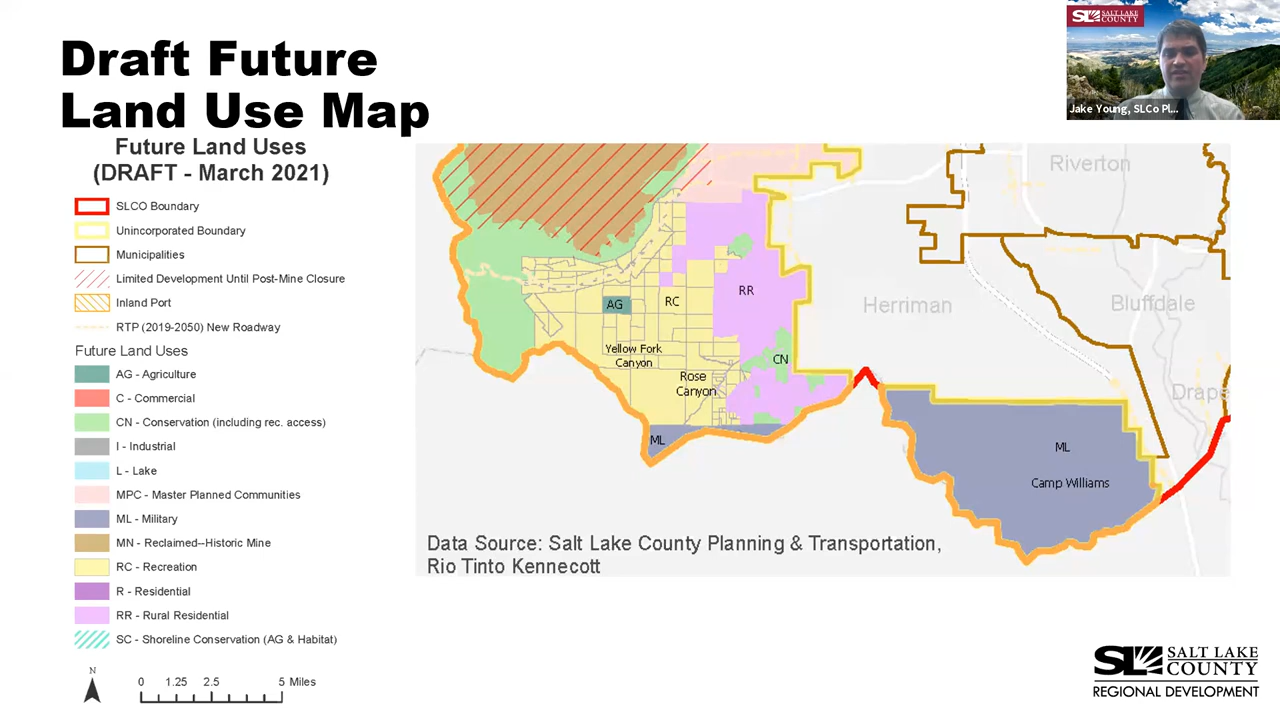 Draft Future
Land Use Map
Future Land Uses
(DRAFT - March 2021)
SLCO Boundary
Unincorporated Boundary
Municipalities
Limited Development Until Post-Mine Closure
Inland Port
RTP (2019-2050) New Roadway
Future Land Uses
AG - Agriculture
C - Commercial
CN - Conservation (including rec. access)
I - Industrial
L - Lake
MPC - Master Planned Communities
ML - Military
MN - Reclaimed--Historic Mine
RC - Recreation
R - Residential
RR - Rural Residential
SC - Shoreline Conservation (AG & Habitat)
N
0 1.25 2.5 5 Miles
Riverton
RR
RC
AG
Herriman
Bluffdale
Yellow Fork
Canyon
CN
Rose
Canyon
Drape
ML
ML
Camp Williams
Data Source: Salt Lake County Planning & Transportation,
Rio Tinto Kennecott
SL SALT LAKE
COUNTY
Jake Young, SLCo Pl...
SL SALT LAKE
COUNTY
REGIONAL DEVELOPMENT